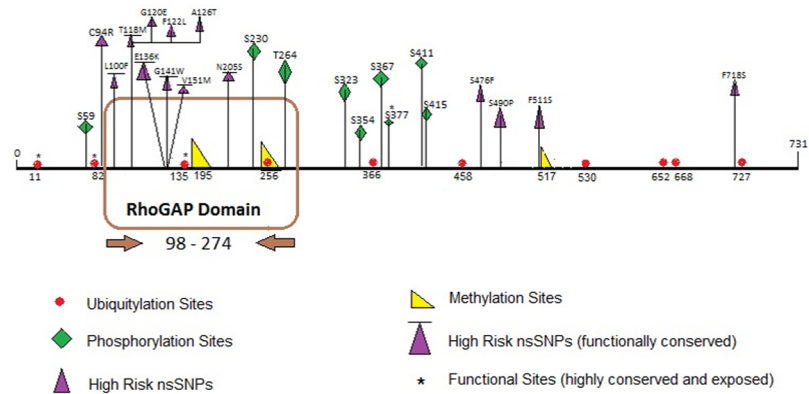 G120E
P122L
A126T
C94R
T118M
S230
T264
S411
S367
L100F
E136K
G141W
V151M
N205S
S323
S476F
F718S
S59
S354
*
S377
S415
S490P
F511S
*
*
*
0
731
11
82
135
195
256
366
458
517
530
652
668
727
RhoGAP Domain
98 - 274
Ubiquitylation Sites
Methylation Sites
Phosphorylation Sites
High Risk nsSNPs (functionally conserved)
High Risk nsSNPs
* Functional Sites (highly conserved and exposed)